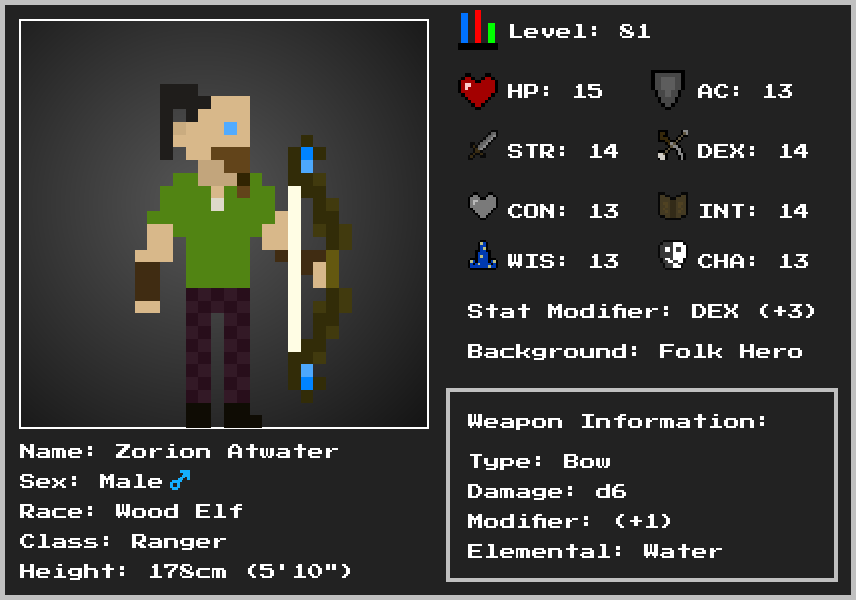 Level: 81
HP: 15 AC: 13
STR: 14 DEX: 14
CON: 13 INT: 14
WIS: 13 CHA: 13
Stat Modifier: DEX (+3)
Background: Folk Hero
Weapon Information:
Type: Bow
Damage: d6
Modifier: (+1)
Elemental: Water
Name: Zorion Atwater
Sex: Male ♂
Race: Wood Elf
Class: Ranger
Height: 178cm (5'10")